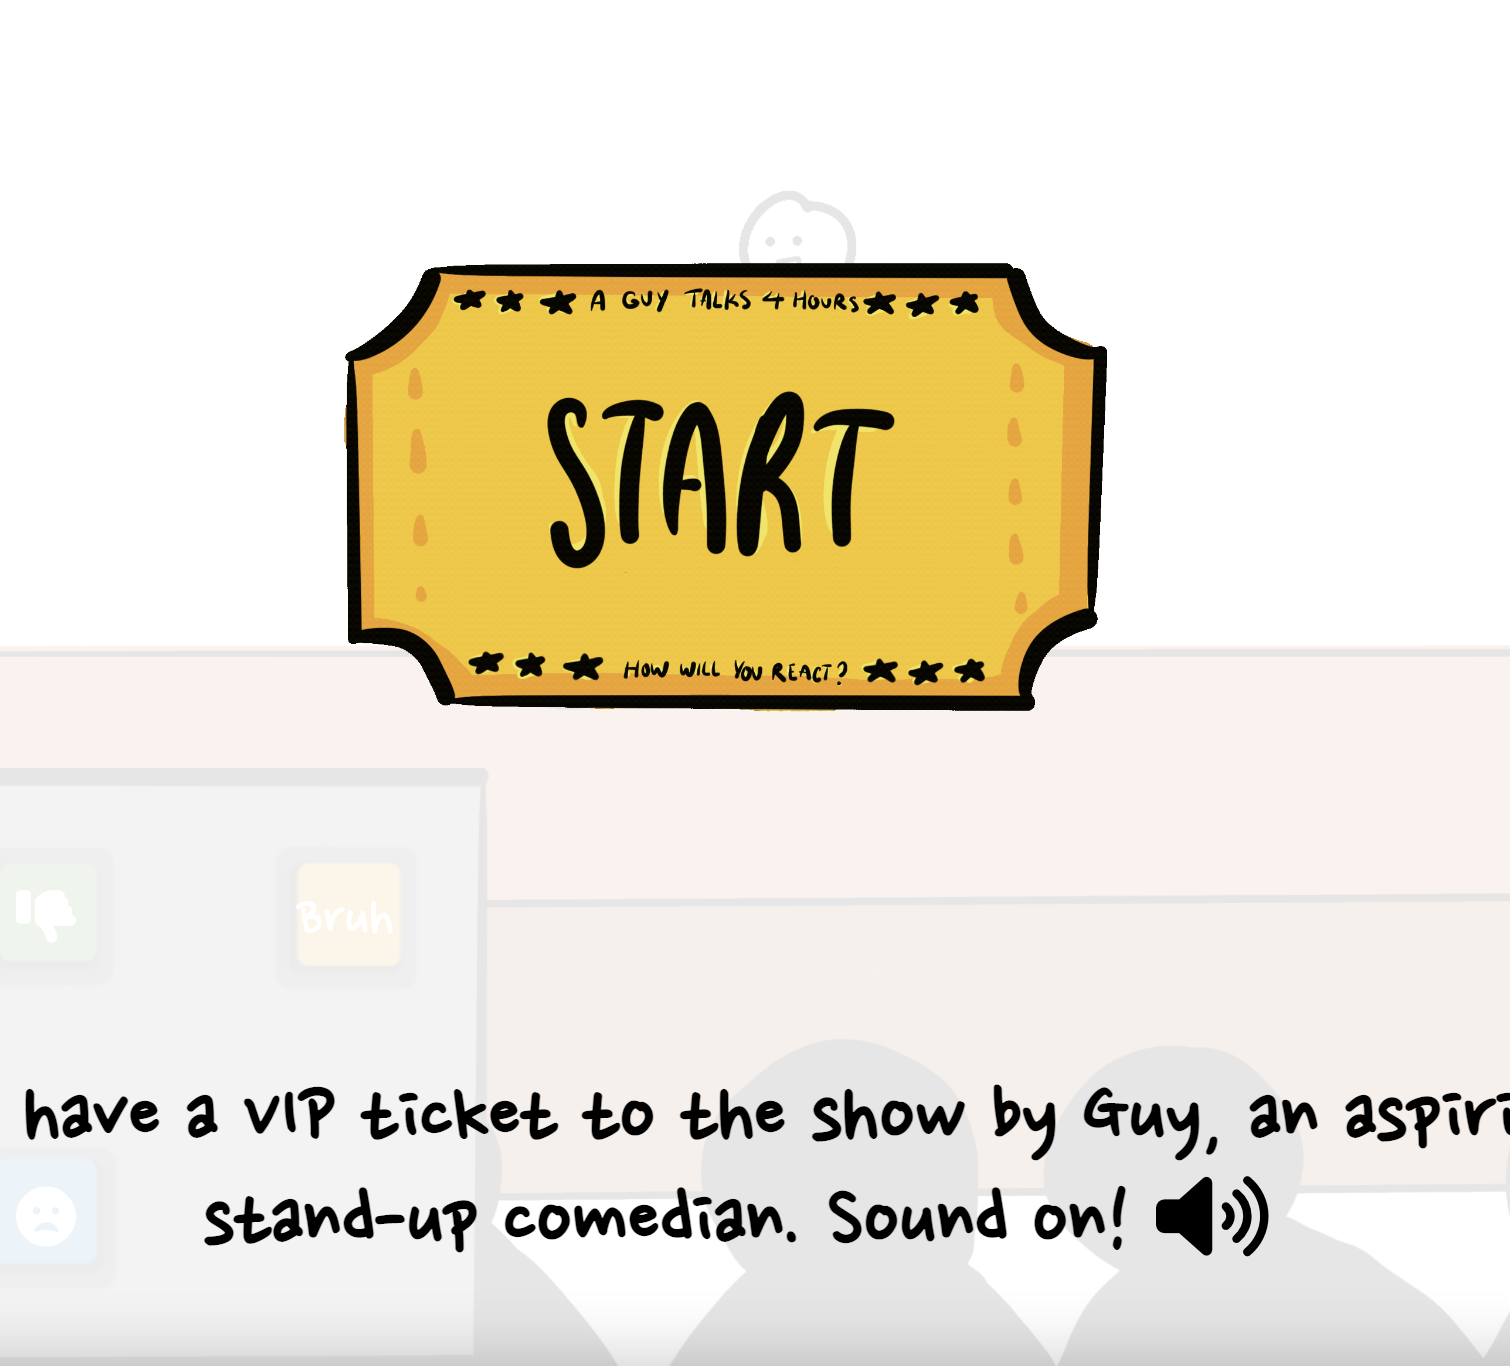 A GUY TALKS 4 HOURS
START
HOW WILL YOU REACT?
Bruh
have a VIP ticket to the show by Guy, an aspiri
stand-up comedian. Sound on!